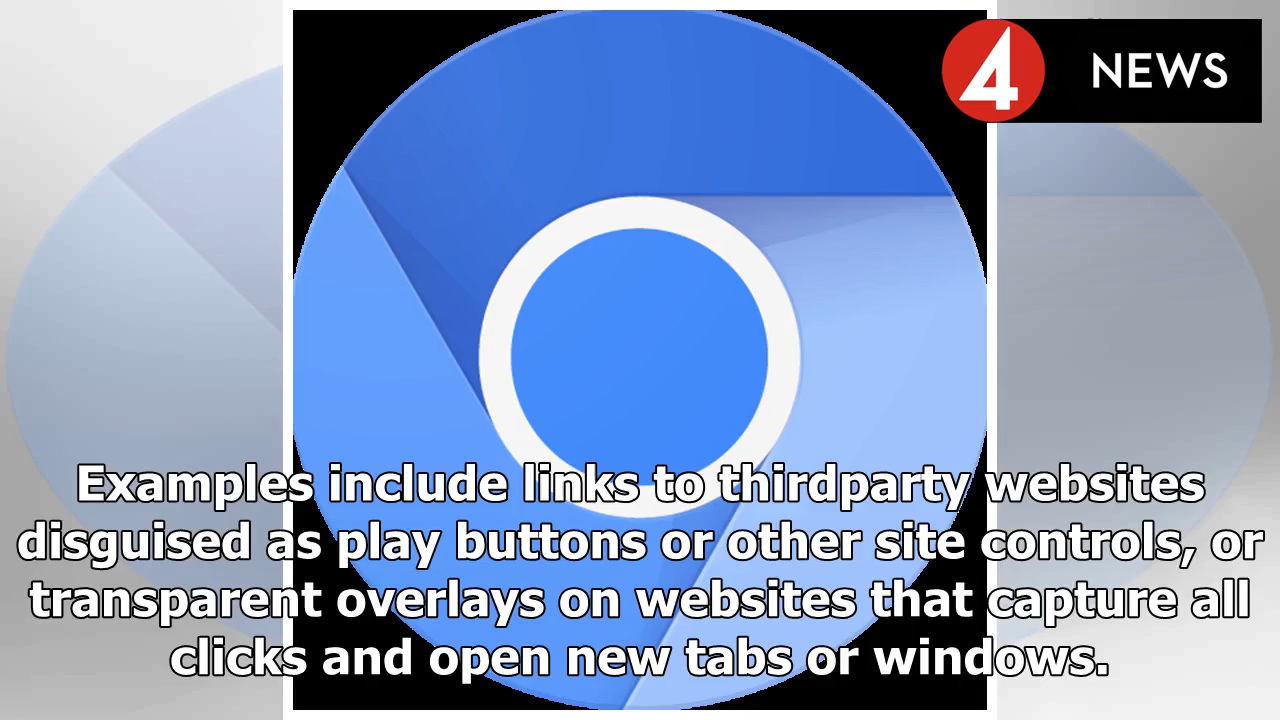 4 NEWS
Examples include links to thirdparty websites
disguised as play buttons or other site controls, or
transparent overlays on websites that capture all
clicks and open new tabs or windows.